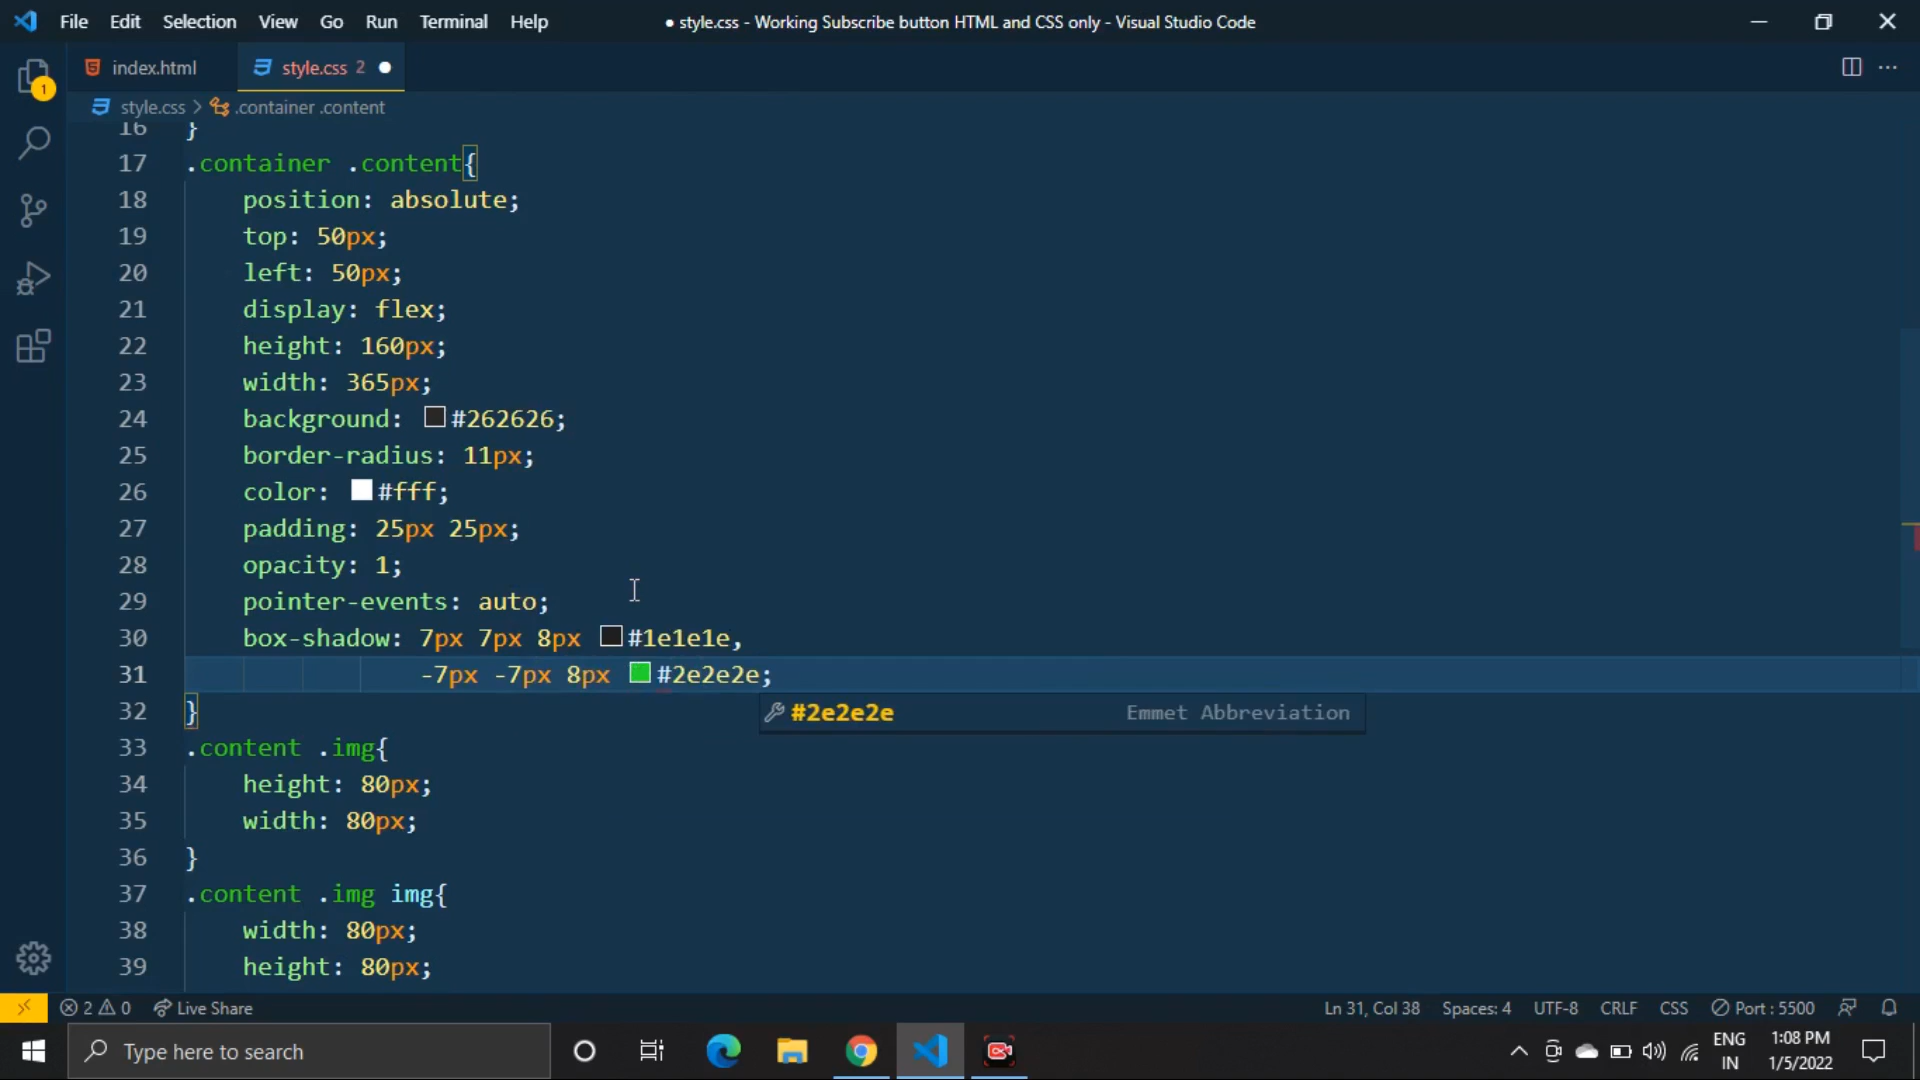 File Edit Selection View Go Run Terminal Help ● style.css - Working Subscribe button HTML and CSS only - Visual Studio Code
index.html style.css 2 ●
style.css > .container .content
1
16 }
17 .container .content{
18 position: absolute;
19 top: 50px;
20 left: 50px;
21 display: flex;
22 height: 160px;
23 width: 365px;
24 background: #262626;
25 border-radius: 11px;
26 color: #fff;
27 padding: 25px 25px;
28 opacity: 1;
29 pointer-events: auto;
30 box-shadow: 7px 7px 8px #1e1e1e,
31 -7px -7px 8px #2e2e2e;
#2e2e2e Emmet Abbreviation
32 }
33 .content .img{
34 height: 80px;
35 width: 80px;
36 }
37 .content .img img{
38 width: 80px;
39 height: 80px;
2 0 Live Share Ln 31, Col 38 Spaces: 4 UTF-8 CRLF CSS Port : 5500
Type here to search ENG 1:08 PM
IN 1/5/2022